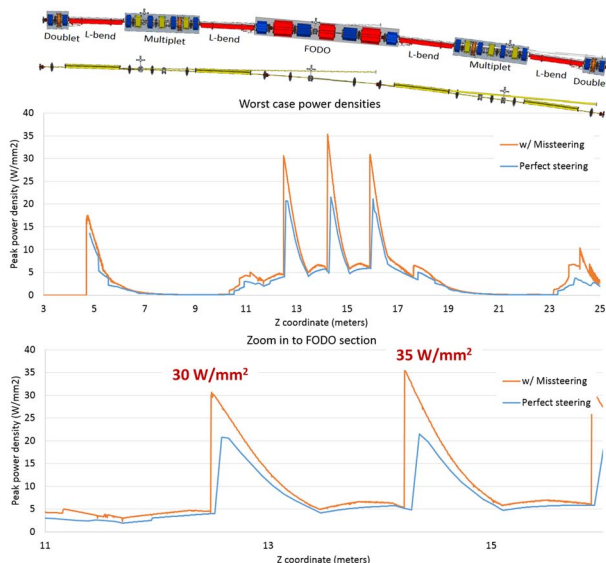 Doublet
L-bend
Multiplet
L-bend
FODO
L-bend
Multiplet
L-bend
Double
Worst case power densities
Peak power density (W/mm2)
40
35
30
25
20
15
10
5
0
w/ Missteering
Perfect steering
3 5 7 9 11 13 15 17 19 21 23 25
Z coordinate (meters)
Zoom in to FODO section
Peak power density (W/mm2)
40
35
30
25
20
15
10
5
0
30 W/mm²
35 W/mm²
w/ Missteering
Perfect steering
11 13 15
Z coordinate (meters)